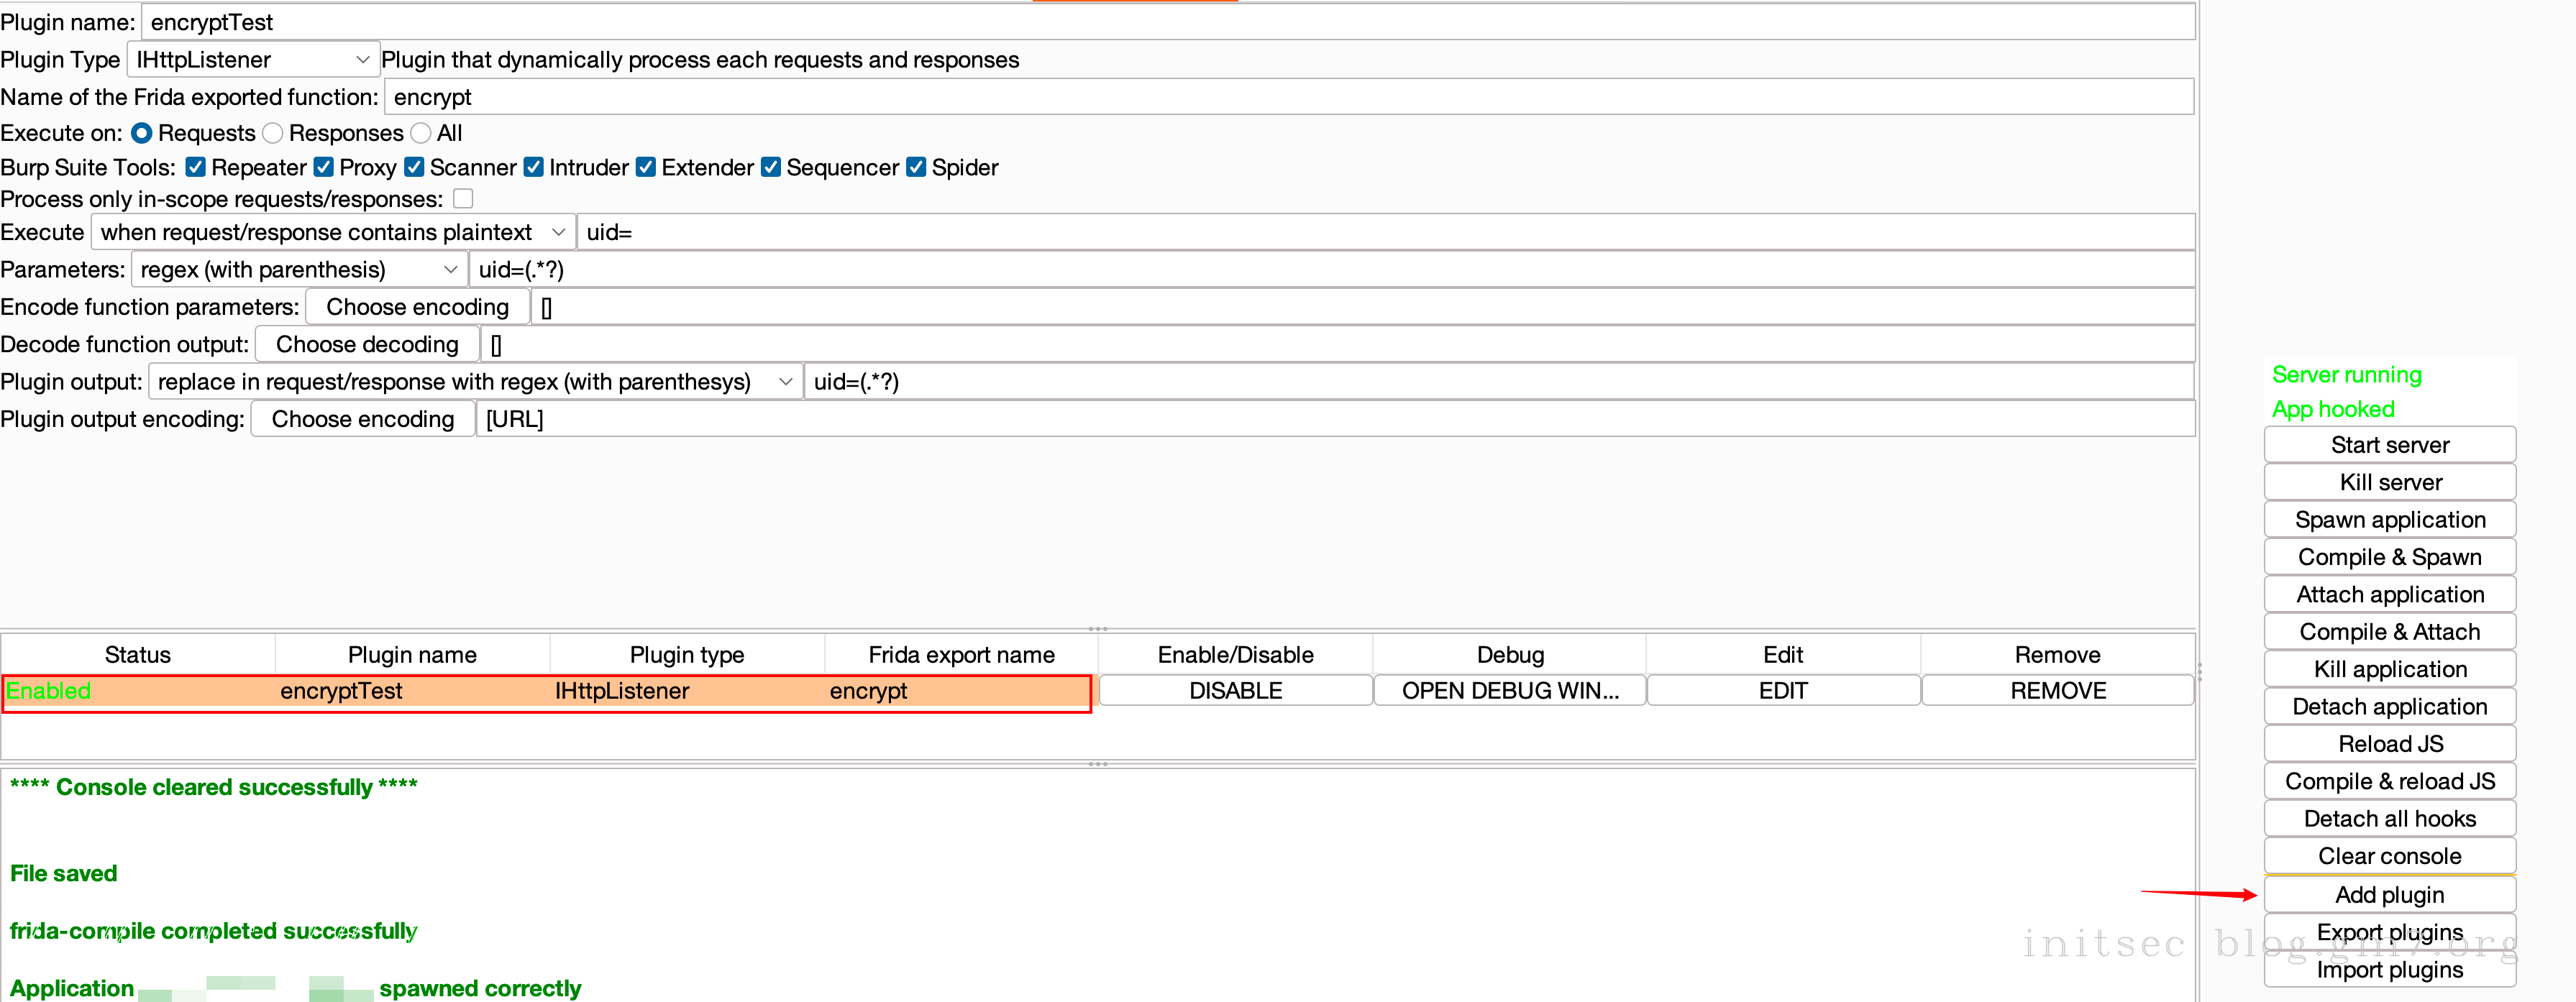 Plugin name: encryptTest
Plugin Type IHttpListener Plugin that dynamically process each requests and responses
Name of the Frida exported function: encrypt
Execute on: Requests Responses All
Burp Suite Tools: Repeater Proxy Scanner Intruder Extender Sequencer Spider
Process only in-scope requests/responses:
Execute when request/response contains plaintext uid=
Parameters: regex (with parenthesis) uid=(.*?)
Encode function parameters: Choose encoding []
Decode function output: Choose decoding []
Plugin output: replace in request/response with regex (with parenthesys) uid=(.*?)
Plugin output encoding: Choose encoding [URL]
Status Plugin name Plugin type Frida export name Enable/Disable Debug Edit Remove
Enabled encryptTest IHttpListener encrypt DISABLE OPEN DEBUG WIN... EDIT REMOVE
**** Console cleared successfully ****
File saved
frida-compile completed successfully
Application spawned correctly
Server running
App hooked
Start server
Kill server
Spawn application
Compile & Spawn
Attach application
Compile & Attach
Kill application
Detach application
Reload JS
Compile & reload JS
Detach all hooks
Clear console
Add plugin
Export plugins
Import plugins
initsec blog.gm7.org